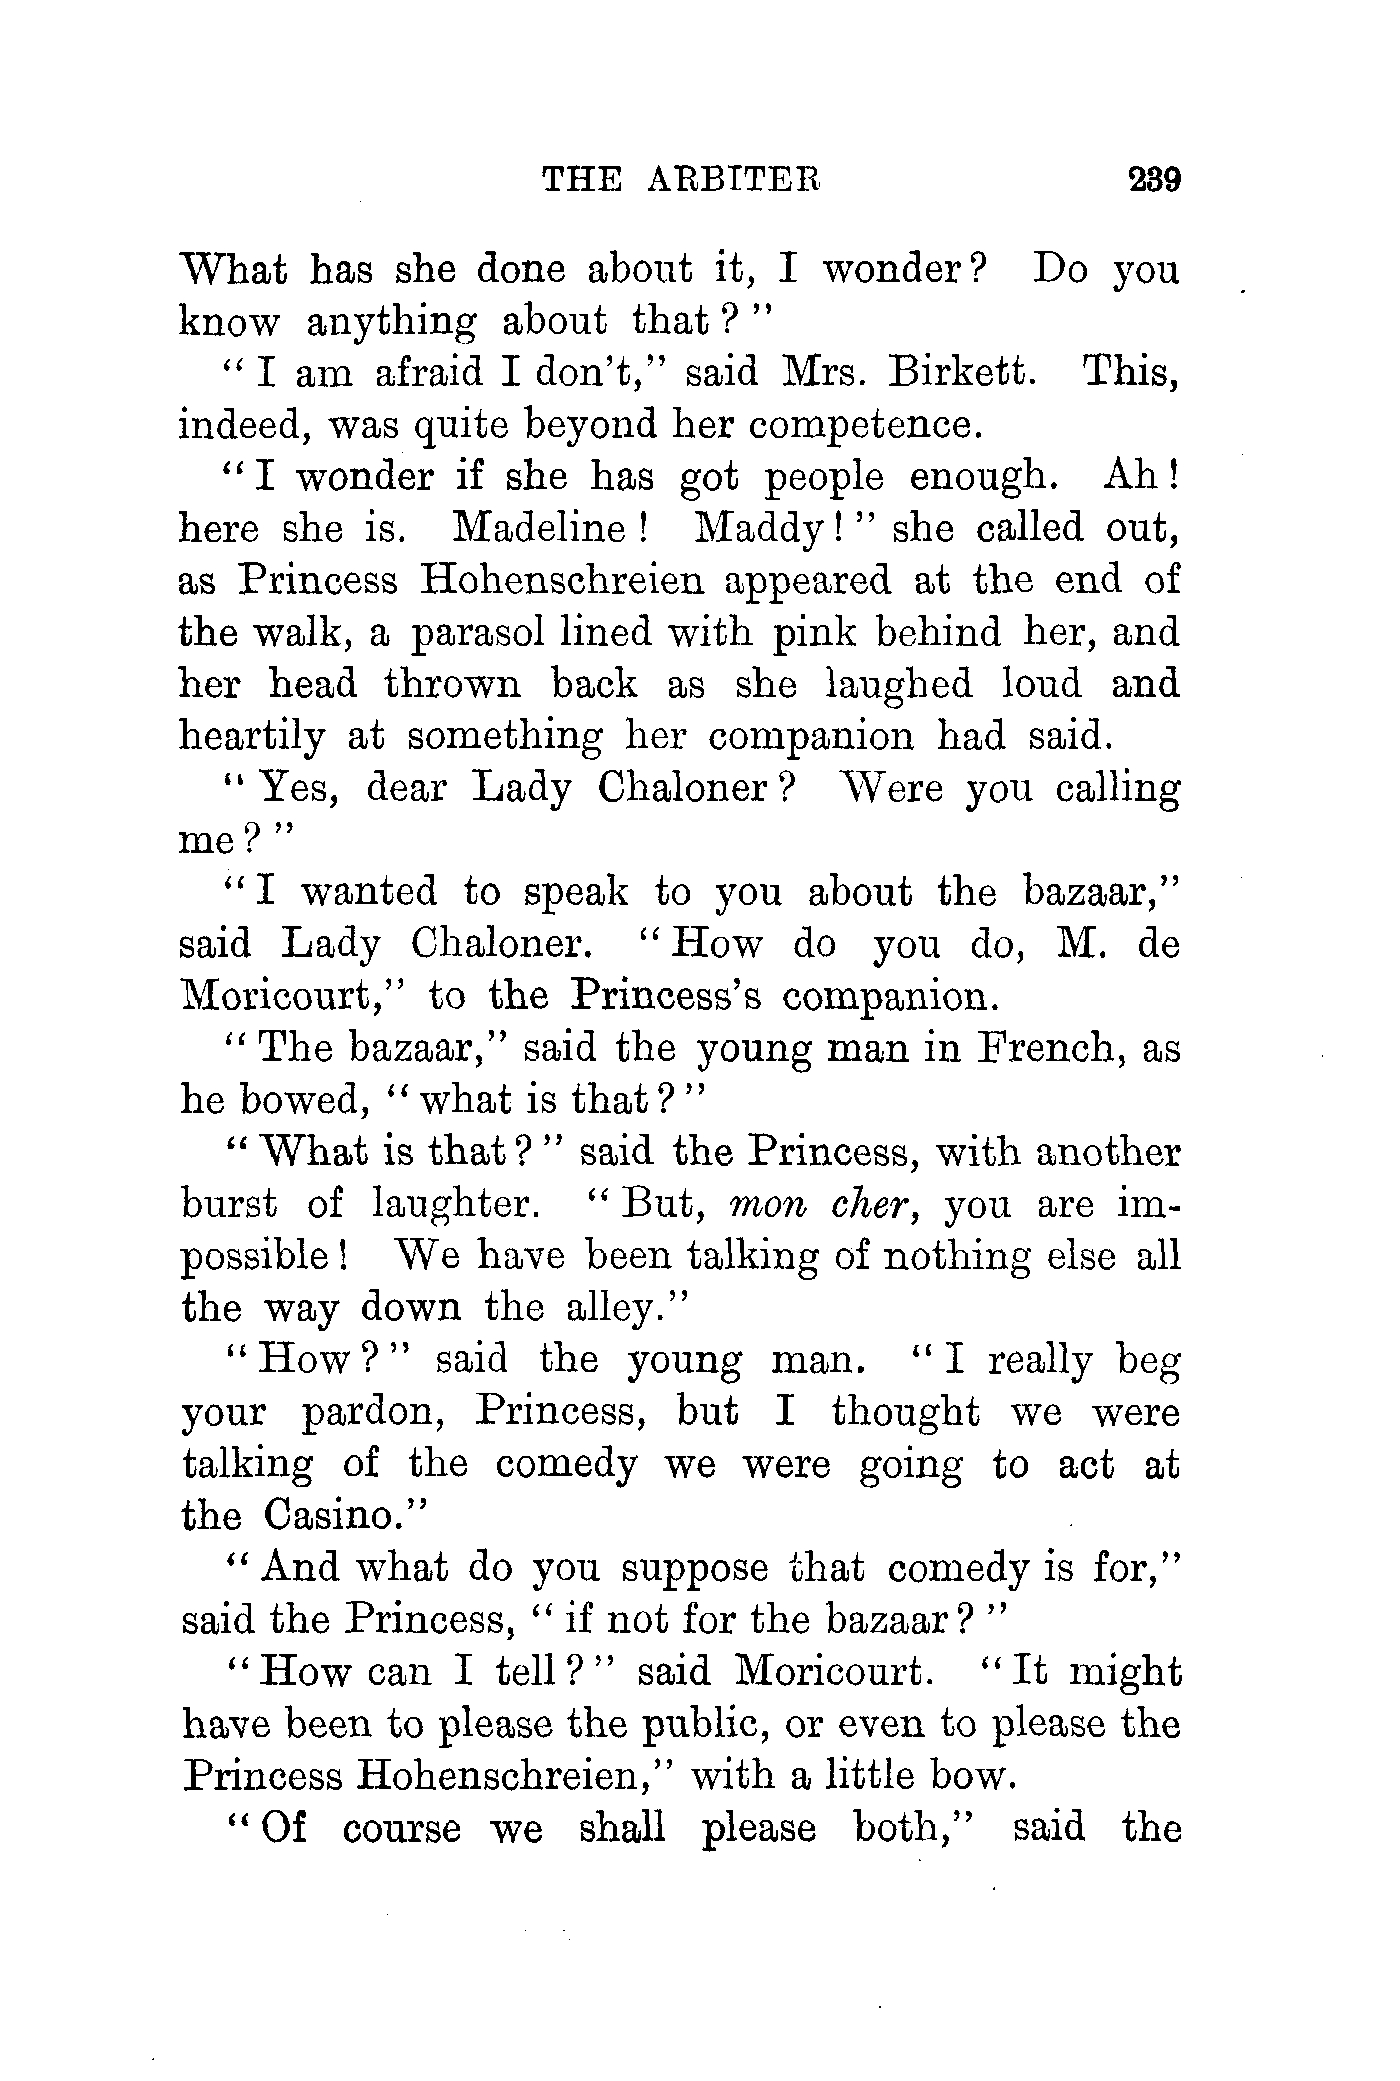 THE ARBITER 239
What has she done about it, I wonder? Do you
know anything about that?"
"I am afraid I don't," said Mrs. Birkett. This,
indeed, was quite beyond her competence.
"I wonder if she has got people enough. Ah!
here she is. Madeline! Maddy!" she called out,
as Princess Hohenschreien appeared at the end of
the walk, a parasol lined with pink behind her, and
her head thrown back as she laughed loud and
heartily at something her companion had said.
"Yes, dear Lady Chaloner? Were you calling
me?"
"I wanted to speak to you about the bazaar,"
said Lady Chaloner. "How do you do, M. de
Moricourt," to the Princess's companion.
"The bazaar," said the young man in French, as
he bowed, "what is that?"
"What is that?" said the Princess, with another
burst of laughter. "But, mon cher, you are im-
possible! We have been talking of nothing else all
the way down the alley."
"How?" said the young man. "I really beg
your pardon, Princess, but I thought we were
talking of the comedy we were going to act at
the Casino."
"And what do you suppose that comedy is for,"
said the Princess, "if not for the bazaar?"
"How can I tell?" said Moricourt. "It might
have been to please the public, or even to please the
Princess Hohenschreien," with a little bow.
"Of course we shall please both," said the